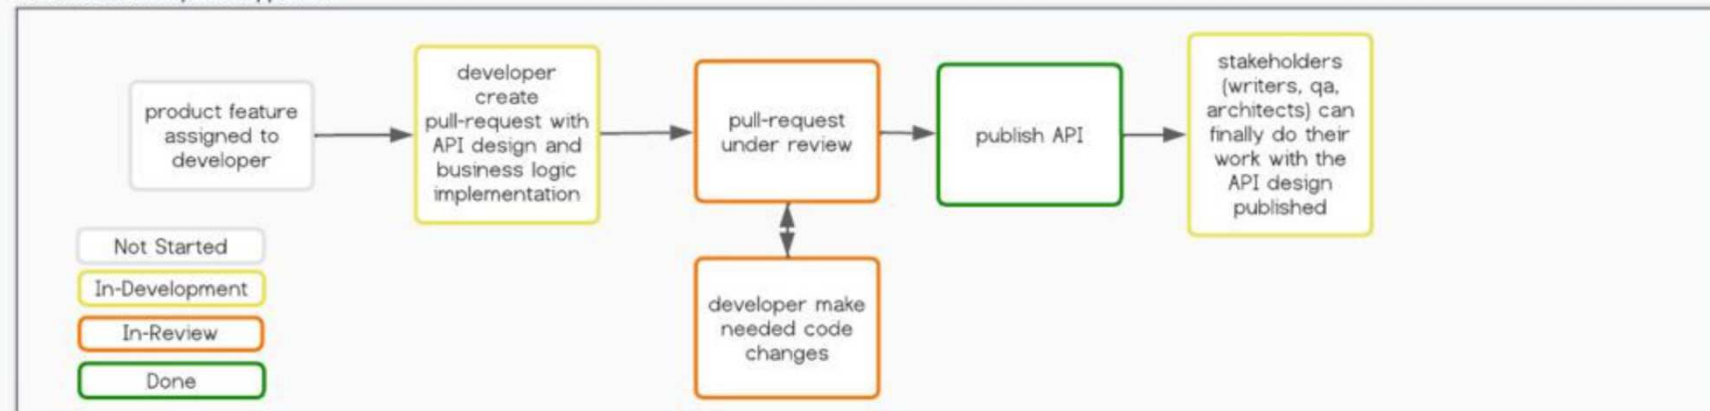 product feature
assigned to
developer
developer
create
pull-request with
API design and
business logic
implementation
pull-request
under review
publish API
stakeholders
(writers, qa,
architects) can
finally do their
work with the
API design
published
developer make
needed code
changes
Not Started
In-Development
In-Review
Done